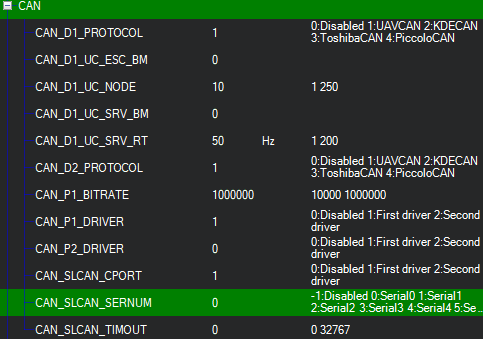 CAN
CAN_D1_PROTOCOL 1 0:Disabled 1:UAVCAN 2:KDECAN
3:ToshibaCAN 4:PiccoloCAN
CAN_D1_UC_ESC_BM 0
CAN_D1_UC_NODE 10 1 250
CAN_D1_UC_SRV_BM 0
CAN_D1_UC_SRV_RT 50 Hz 1 200
CAN_D2_PROTOCOL 1 0:Disabled 1:UAVCAN 2:KDECAN
3:ToshibaCAN 4:PiccoloCAN
CAN_P1_BITRATE 1000000 10000 1000000
CAN_P1_DRIVER 1 0:Disabled 1:First driver 2:Second
driver
CAN_P2_DRIVER 0 0:Disabled 1:First driver 2:Second
driver
CAN_SLCAN_CPORT 1 0:Disabled 1:First driver 2:Second
driver
CAN_SLCAN_SERNUM 0 -1:Disabled 0:Serial0 1:Serial1
2:Serial2 3:Serial3 4:Serial4 5:Se...
CAN_SLCAN_TIMOUT 0 0 32767